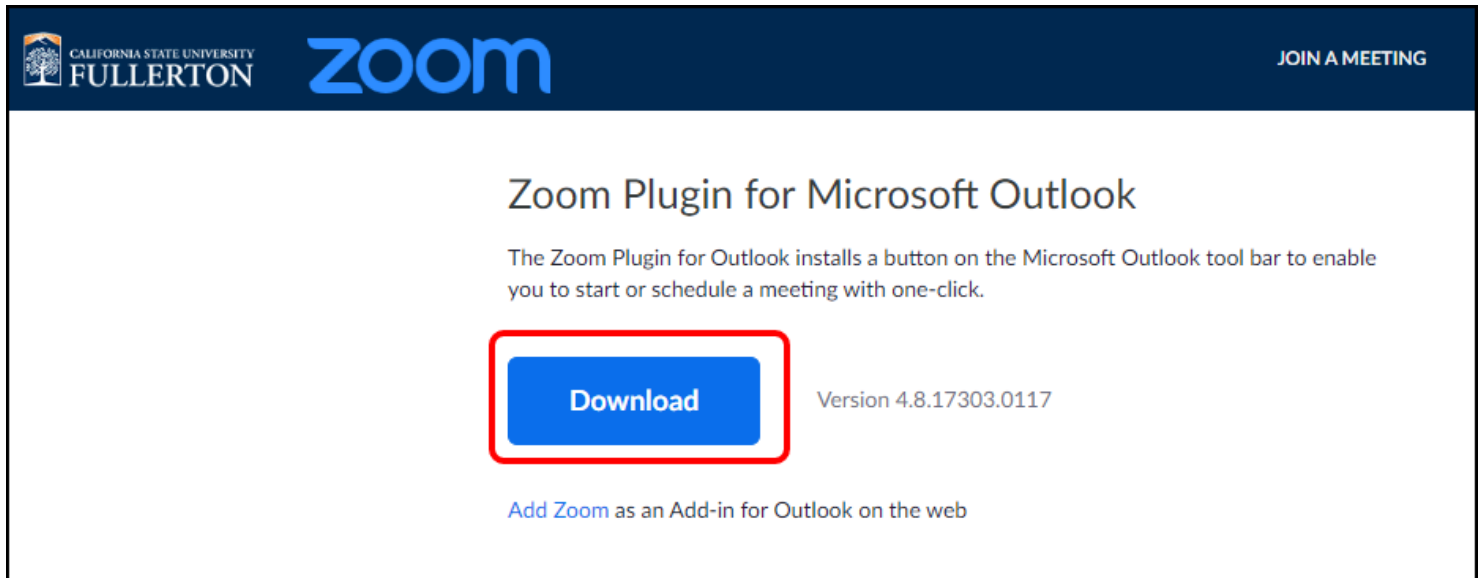 CALIFORNIA STATE UNIVERSITY
FULLERTON
zoom
JOIN A MEETING
Zoom Plugin for Microsoft Outlook
The Zoom Plugin for Outlook installs a button on the Microsoft Outlook tool bar to enable
you to start or schedule a meeting with one-click.
Download
Version 4.8.17303.0117
Add Zoom as an Add-in for Outlook on the web